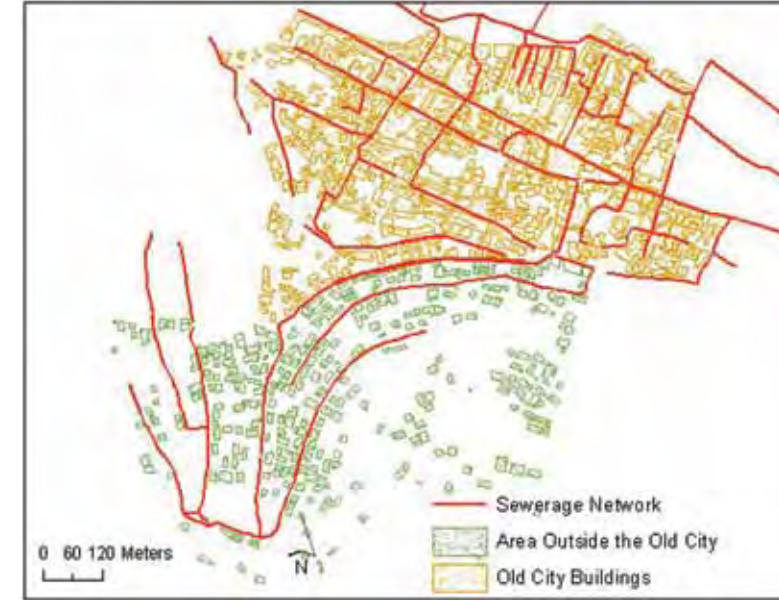 Sewerage Network
Area Outside the Old City
Old City Buildings
0 60 120 Meters
N